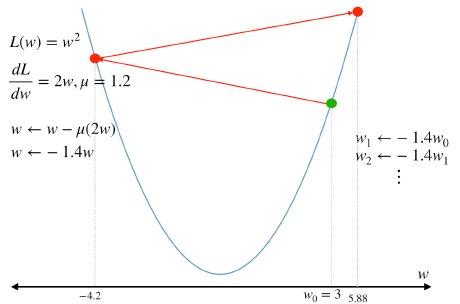 L(w) = w²
dL/dw = 2w, μ = 1.2
w ← w − μ(2w)
w ← − 1.4w
w₁ ← − 1.4w₀
w₂ ← − 1.4w₁
⋮
w
−4.2
w₀ = 3
5.88